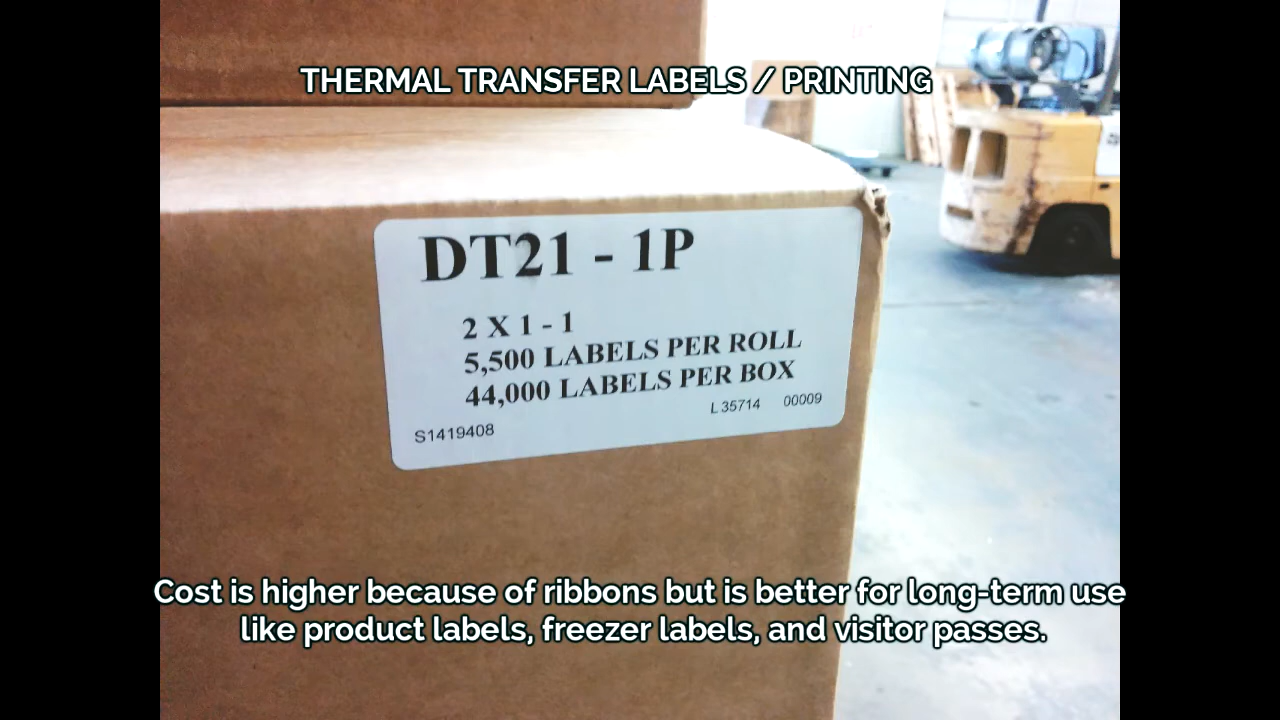 THERMAL TRANSFER LABELS / PRINTING
DT21 - 1P
2 X 1 - 1
5,500 LABELS PER ROLL
44,000 LABELS PER BOX
L 35714 00009
S1419408
Cost is higher because of ribbons but is better for long-term use
like product labels, freezer labels, and visitor passes.